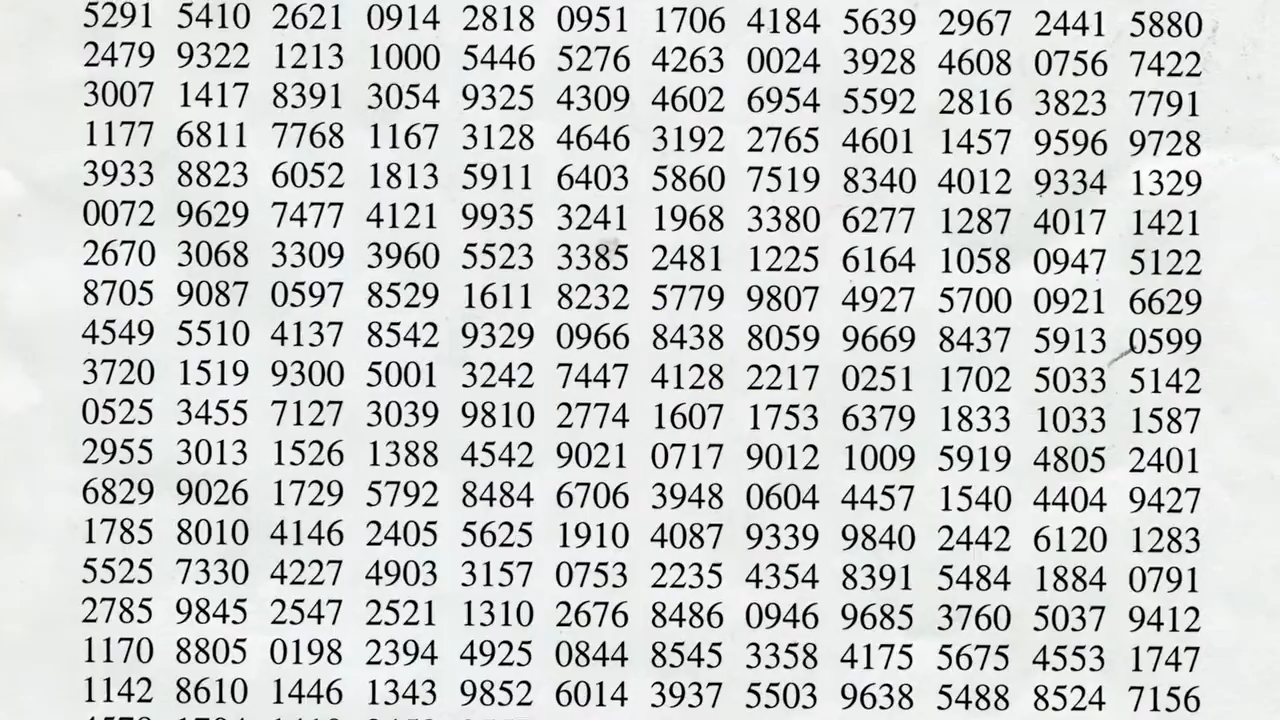 5291 5410 2621 0914 2818 0951 1706 4184 5639 2967 2441 5880
2479 9322 1213 1000 5446 5276 4263 0024 3928 4608 0756 7422
3007 1417 8391 3054 9325 4309 4602 6954 5592 2816 3823 7791
1177 6811 7768 1167 3128 4646 3192 2765 4601 1457 9596 9728
3933 8823 6052 1813 5911 6403 5860 7519 8340 4012 9334 1329
0072 9629 7477 4121 9935 3241 1968 3380 6277 1287 4017 1421
2670 3068 3309 3960 5523 3385 2481 1225 6164 1058 0947 5122
8705 9087 0597 8529 1611 8232 5779 9807 4927 5700 0921 6629
4549 5510 4137 8542 9329 0966 8438 8059 9669 8437 5913 0599
3720 1519 9300 5001 3242 7447 4128 2217 0251 1702 5033 5142
0525 3455 7127 3039 9810 2774 1607 1753 6379 1833 1033 1587
2955 3013 1526 1388 4542 9021 0717 9012 1009 5919 4805 2401
6829 9026 1729 5792 8484 6706 3948 0604 4457 1540 4404 9427
1785 8010 4146 2405 5625 1910 4087 9339 9840 2442 6120 1283
5525 7330 4227 4903 3157 0753 2235 4354 8391 5484 1884 0791
2785 9845 2547 2521 1310 2676 8486 0946 9685 3760 5037 9412
1170 8805 0198 2394 4925 0844 8545 3358 4175 5675 4553 1747
1142 8610 1446 1343 9852 6014 3937 5503 9638 5488 8524 7156